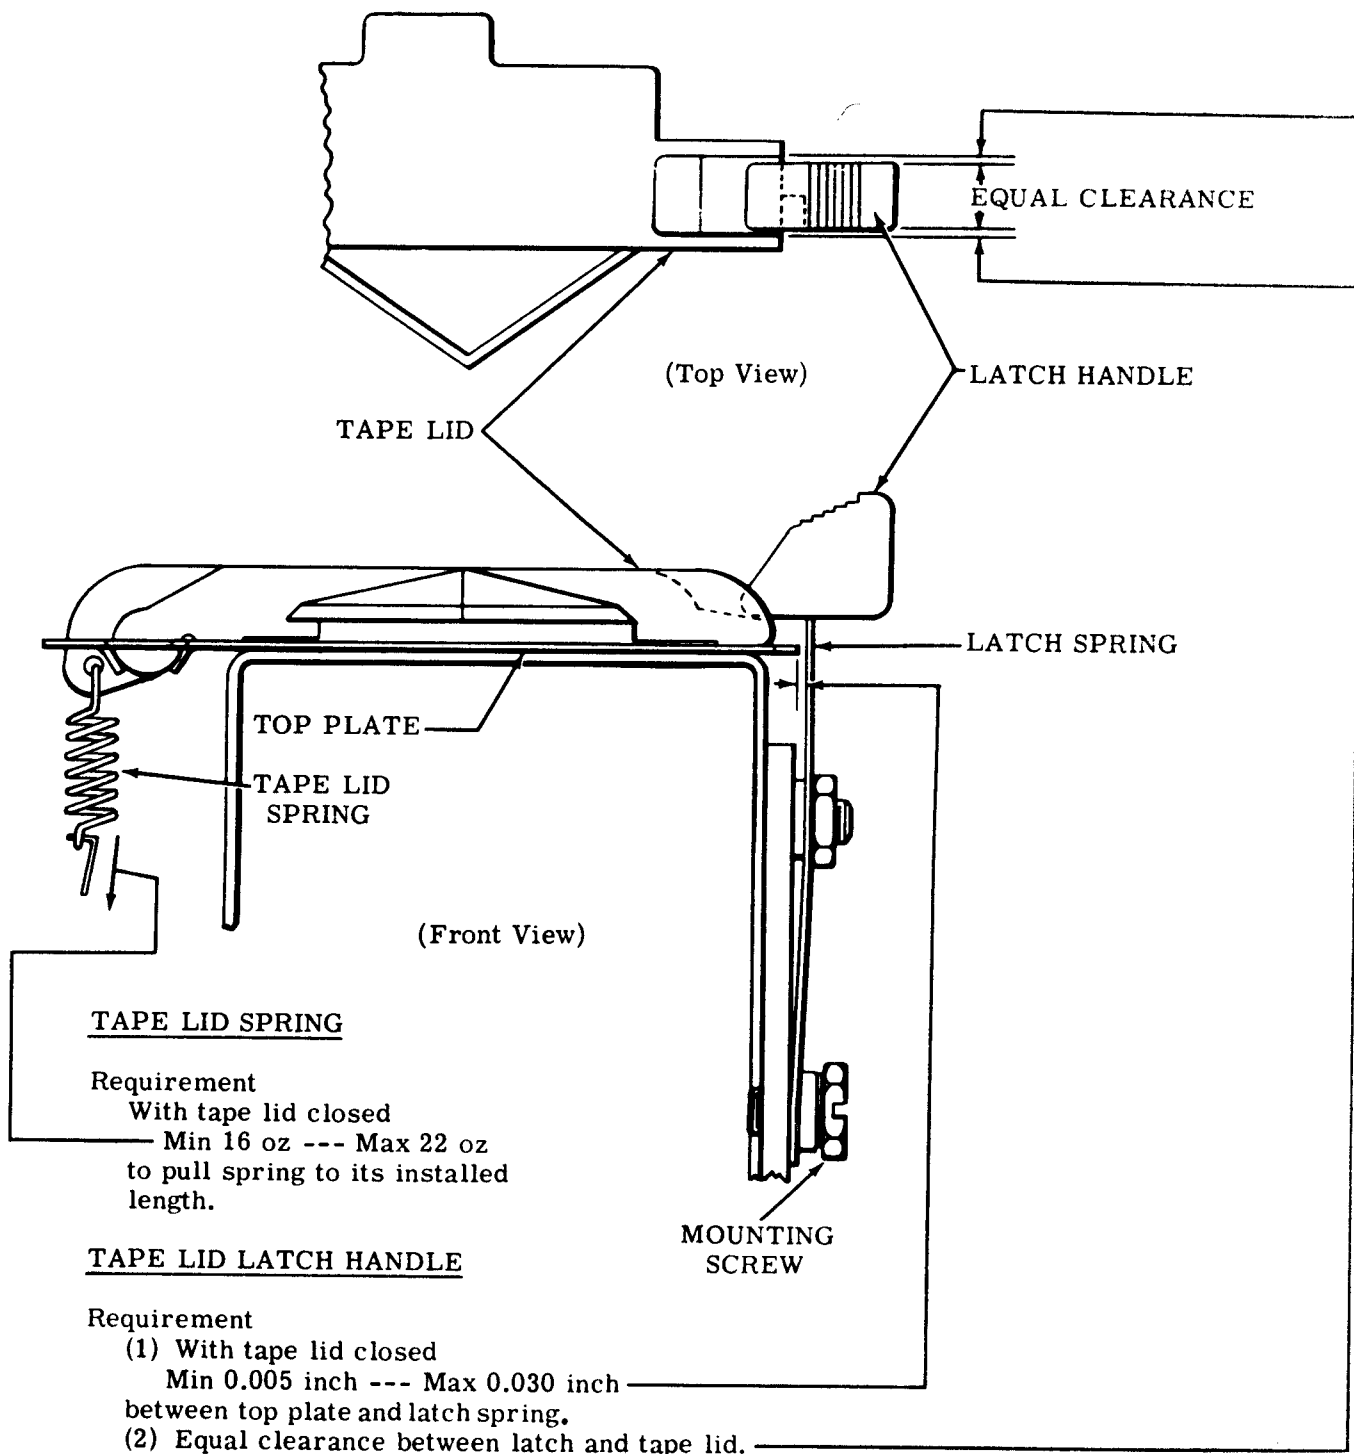 EQUAL CLEARANCE
(Top View)
LATCH HANDLE
TAPE LID
LATCH SPRING
TOP PLATE
TAPE LID
SPRING
(Front View)
TAPE LID SPRING
Requirement
With tape lid closed
Min 16 oz --- Max 22 oz
to pull spring to its installed
length.
MOUNTING
SCREW
TAPE LID LATCH HANDLE
Requirement
(1) With tape lid closed
Min 0.005 inch --- Max 0.030 inch
between top plate and latch spring.
(2) Equal clearance between latch and tape lid.